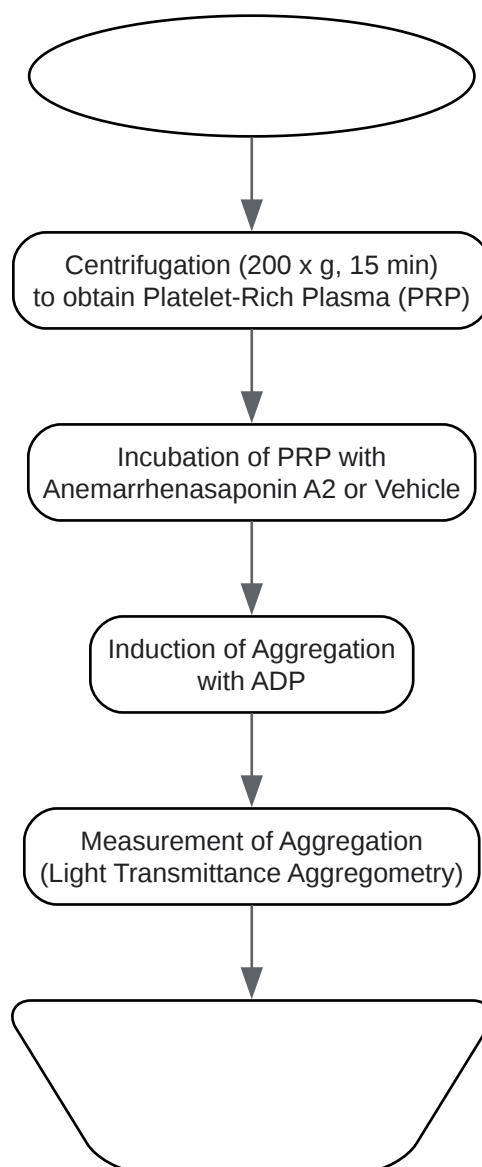 Centrifugation (200 x g, 15 min)
to obtain Platelet-Rich Plasma (PRP)
Incubation of PRP with
Anemarrhenasaponin A2 or Vehicle
Induction of Aggregation
with ADP
Measurement of Aggregation
(Light Transmittance Aggregometry)